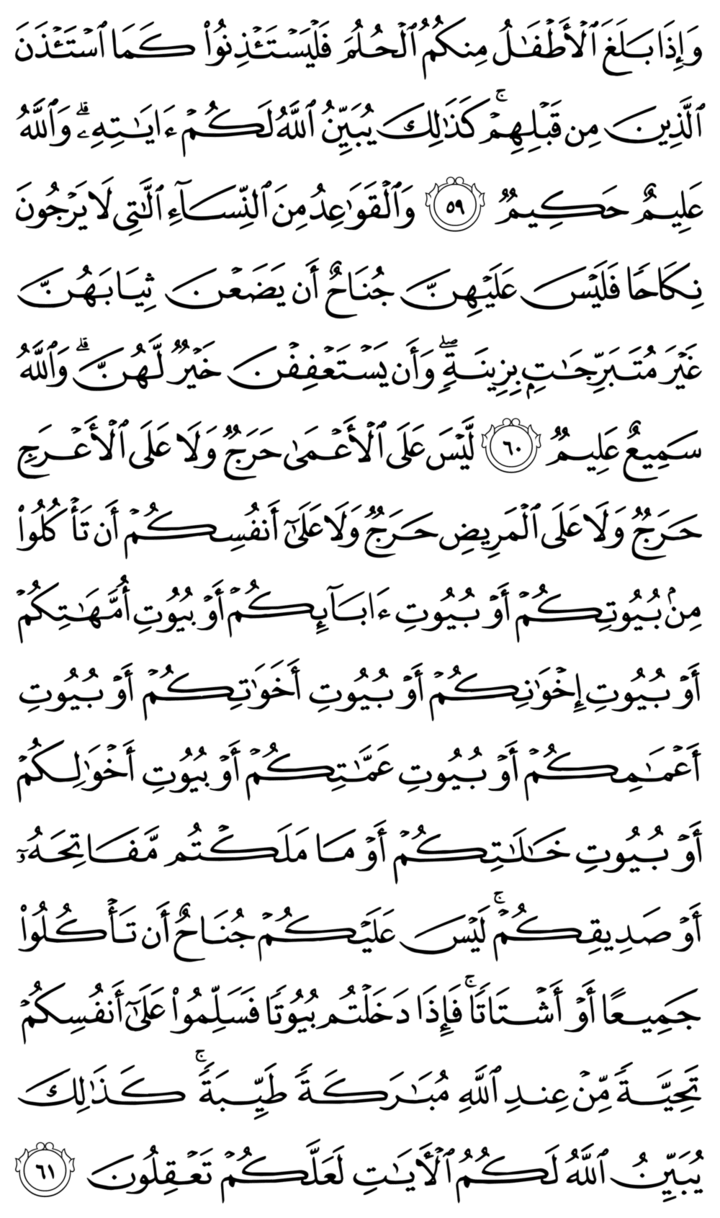 وَإِذَا بَلَغَ ٱلْأَطْفَـٰلُ مِنكُمُ ٱلْحُلُمَ فَلْيَسْتَـْٔذِنُوا۟ كَمَا ٱسْتَـْٔذَنَ
ٱلَّذِينَ مِن قَبْلِهِمْ ۚ كَذَٰلِكَ يُبَيِّنُ ٱللَّهُ لَكُمْ ءَايَـٰتِهِۦ ۗ وَٱللَّهُ
عَلِيمٌ حَكِيمٌ ٥٩ وَٱلْقَوَٰعِدُ مِنَ ٱلنِّسَآءِ ٱلَّـٰتِى لَا يَرْجُونَ
نِكَاحًا فَلَيْسَ عَلَيْهِنَّ جُنَاحٌ أَن يَضَعْنَ ثِيَابَهُنَّ
غَيْرَ مُتَبَرِّجَـٰتٍۭ بِزِينَةٍ ۖ وَأَن يَسْتَعْفِفْنَ خَيْرٌ لَّهُنَّ ۗ وَٱللَّهُ
سَمِيعٌ عَلِيمٌ ٦٠ لَّيْسَ عَلَى ٱلْأَعْمَىٰ حَرَجٌ وَلَا عَلَى ٱلْأَعْرَجِ
حَرَجٌ وَلَا عَلَى ٱلْمَرِيضِ حَرَجٌ وَلَا عَلَىٰٓ أَنفُسِكُمْ أَن تَأْكُلُوا۟
مِنۢ بُيُوتِكُمْ أَوْ بُيُوتِ ءَابَآئِكُمْ أَوْ بُيُوتِ أُمَّهَـٰتِكُمْ
أَوْ بُيُوتِ إِخْوَٰنِكُمْ أَوْ بُيُوتِ أَخَوَٰتِكُمْ أَوْ بُيُوتِ
أَعْمَـٰمِكُمْ أَوْ بُيُوتِ عَمَّـٰتِكُمْ أَوْ بُيُوتِ أَخْوَٰلِكُمْ
أَوْ بُيُوتِ خَـٰلَـٰتِكُمْ أَوْ مَا مَلَكْتُم مَّفَاتِحَهُۥٓ
أَوْ صَدِيقِكُمْ ۚ لَيْسَ عَلَيْكُمْ جُنَاحٌ أَن تَأْكُلُوا۟
جَمِيعًا أَوْ أَشْتَاتًا ۚ فَإِذَا دَخَلْتُم بُيُوتًا فَسَلِّمُوا۟ عَلَىٰٓ أَنفُسِكُمْ
تَحِيَّةً مِّنْ عِندِ ٱللَّهِ مُبَـٰرَكَةً طَيِّبَةً ۚ كَذَٰلِكَ
يُبَيِّنُ ٱللَّهُ لَكُمُ ٱلْـَٔايَـٰتِ لَعَلَّكُمْ تَعْقِلُونَ ٦١